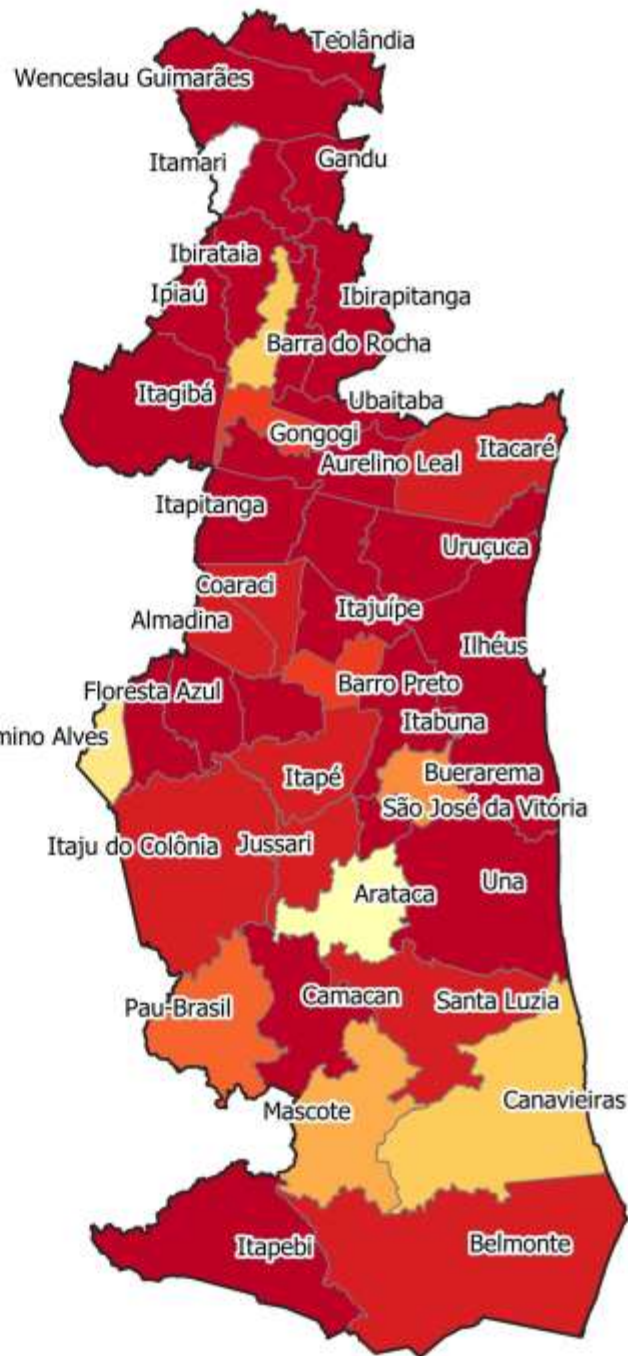 Teolândia
Wenceslau Guimarães
Itamari
Gandu
Ibirataia
Ipiaú
Ibirapitanga
Barra do Rocha
Itagibá
Ubaitaba
Gongogi
Itacaré
Aurelino Leal
Itapitanga
Uruçuca
Coaraci
Itajuípe
Almadina
Ilhéus
Floresta Azul
Barro Preto
Itabuna
mino Alves
Buerarema
Itapé
São José da Vitória
Itaju do Colônia
Jussari
Una
Arataca
Camacan
Santa Luzia
Pau-Brasil
Canavieiras
Mascote
Belmonte
Itapebi